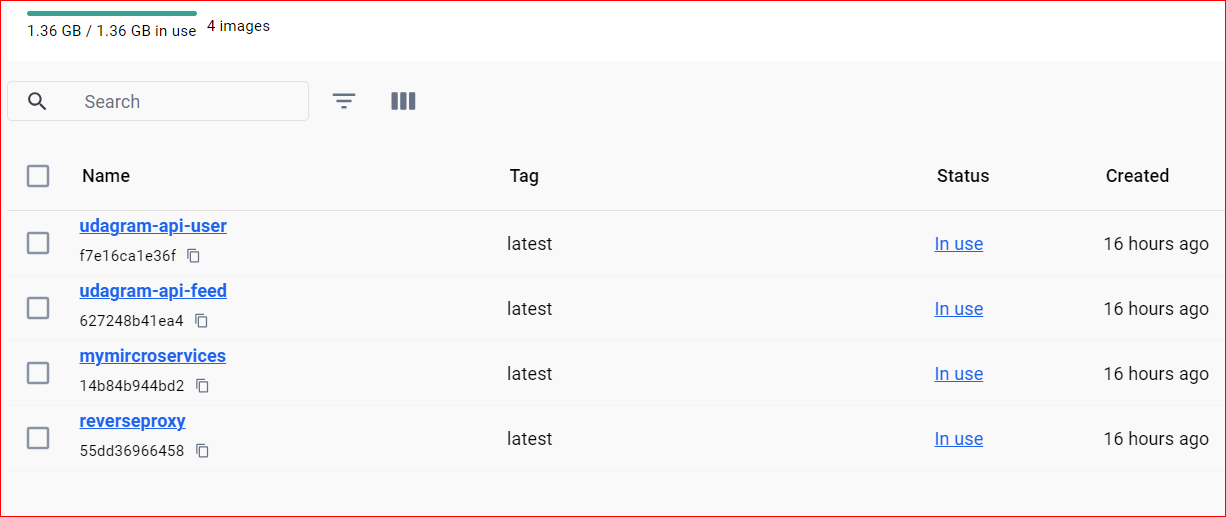 1.36 GB / 1.36 GB in use 4 images
Search
Name Tag Status Created
udagram-api-user
f7e16ca1e36f
latest In use 16 hours ago
udagram-api-feed
627248b41ea4
latest In use 16 hours ago
mymircroservices
14b84b944bd2
latest In use 16 hours ago
reverseproxy
55dd36966458
latest In use 16 hours ago